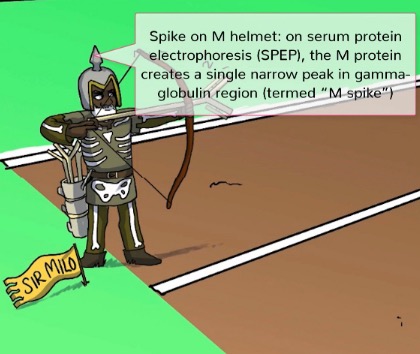 Spike on M helmet: on serum protein
electrophoresis (SPEP), the M protein
creates a single narrow peak in gamma-
globulin region (termed "M spike")
SIR MILO